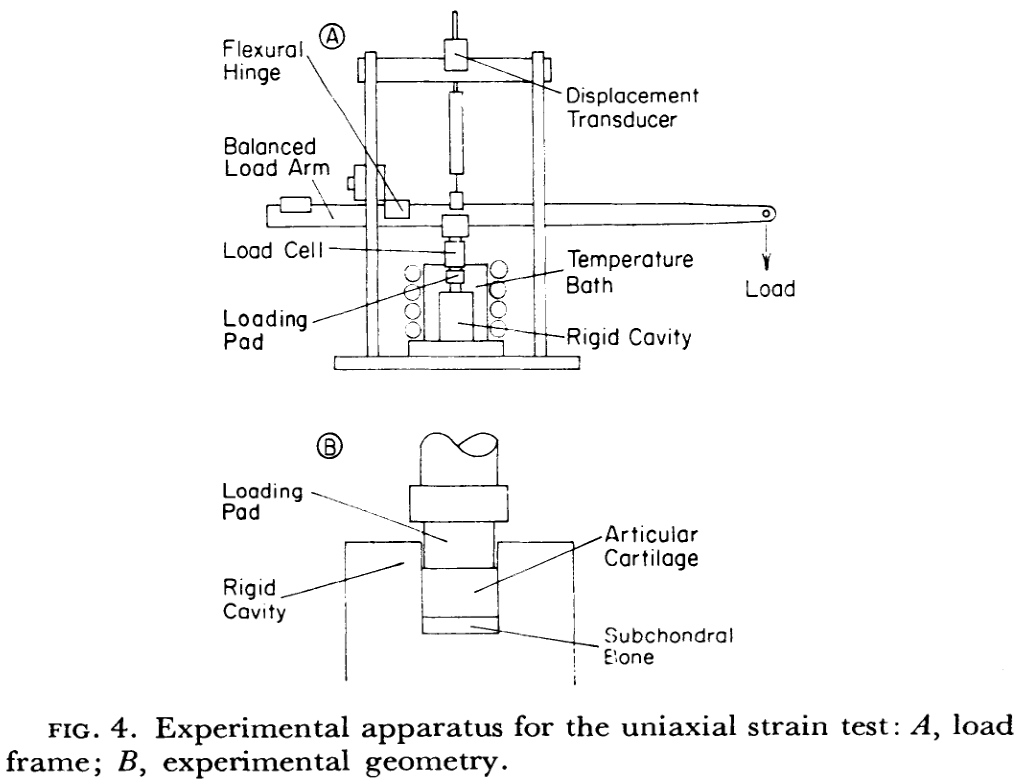 A
Flexural
Hinge
Displacement
Transducer
Balanced
Load Arm
Load Cell
Temperature
Bath
Load
Loading
Pad
Rigid Cavity
B
Loading
Pad
Articular
Cartilage
Rigid
Cavity
Subchondral
Bone
FIG. 4. Experimental apparatus for the uniaxial strain test: A, load
frame; B, experimental geometry.